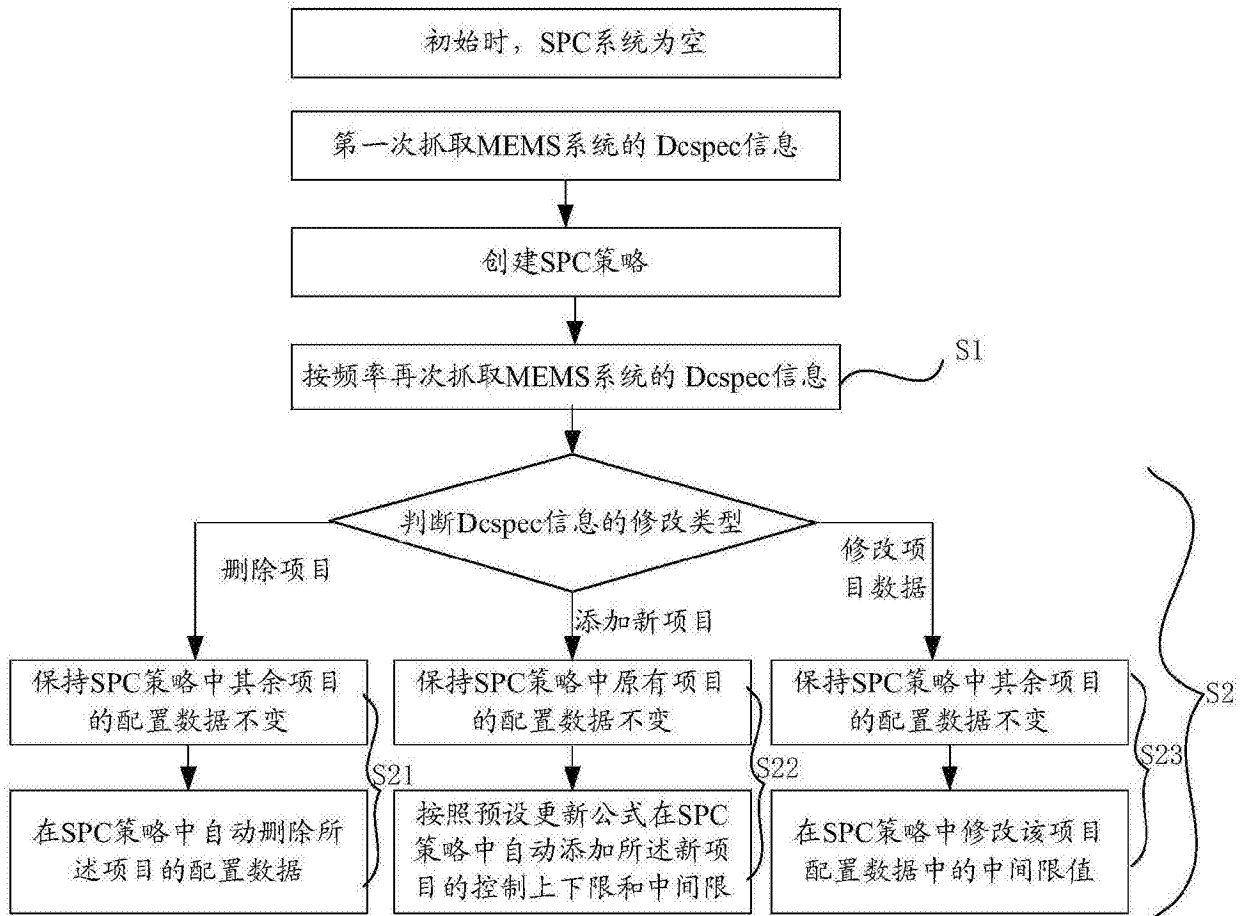 初始时，SPC系统为空
第一次抓取MEMS系统的 Dcspec信息
创建SPC策略
按频率再次抓取MEMS系统的 Dcspec信息
S1
判断Dcspec信息的修改类型
删除项目
添加新项目
修改项
目数据
保持SPC策略中其余项目
的配置数据不变
在SPC策略中自动删除所
述项目的配置数据
S21
保持SPC策略中原有项目
的配置数据不变
按照预设更新公式在SPC
策略中自动添加所述新项
目的控制上下限和中间限
S22
保持SPC策略中其余项目
的配置数据不变
在SPC策略中修改该项目
配置数据中的中间限值
S23
S2